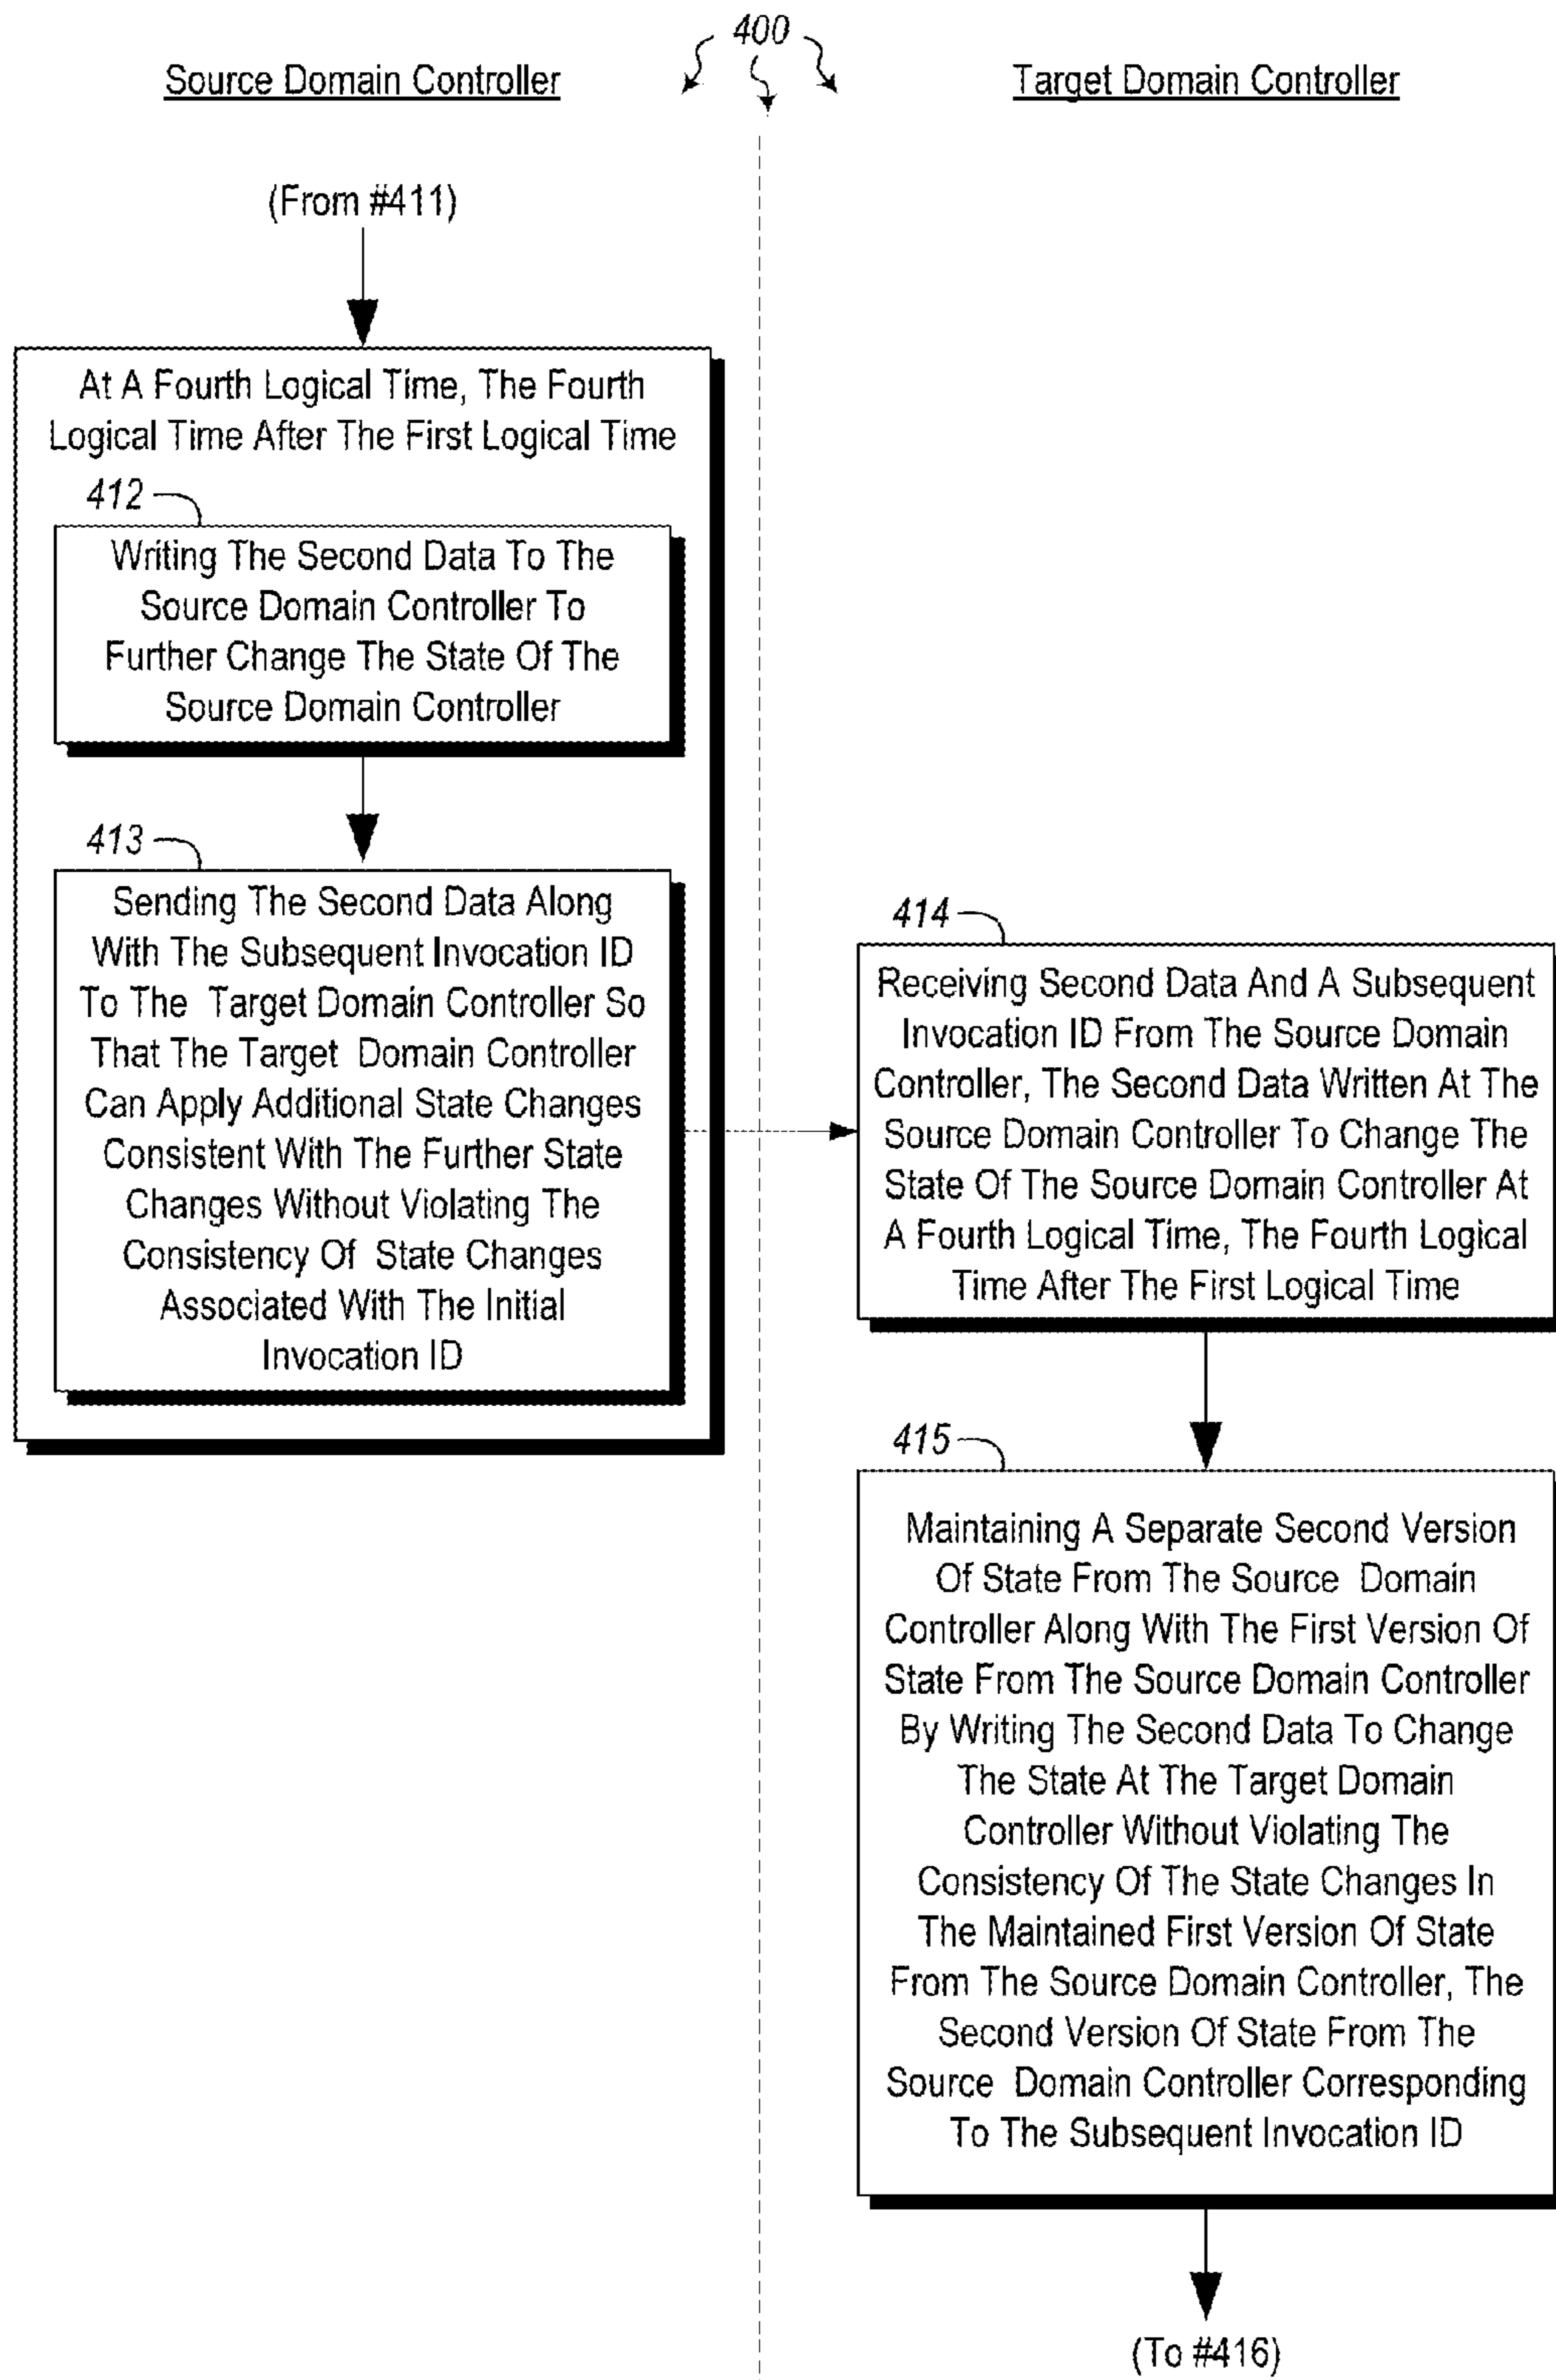 400
Source Domain Controller
Target Domain Controller
(From #411)
At A Fourth Logical Time, The Fourth
Logical Time After The First Logical Time
412
Writing The Second Data To The
Source Domain Controller To
Further Change The State Of The
Source Domain Controller
413
Sending The Second Data Along
With The Subsequent Invocation ID
To The Target Domain Controller So
That The Target Domain Controller
Can Apply Additional State Changes
Consistent With The Further State
Changes Without Violating The
Consistency Of State Changes
Associated With The Initial
Invocation ID
414
Receiving Second Data And A Subsequent
Invocation ID From The Source Domain
Controller, The Second Data Written At The
Source Domain Controller To Change The
State Of The Source Domain Controller At
A Fourth Logical Time, The Fourth Logical
Time After The First Logical Time
415
Maintaining A Separate Second Version
Of State From The Source Domain
Controller Along With The First Version Of
State From The Source Domain Controller
By Writing The Second Data To Change
The State At The Target Domain
Controller Without Violating The
Consistency Of The State Changes In
The Maintained First Version Of State
From The Source Domain Controller, The
Second Version Of State From The
Source Domain Controller Corresponding
To The Subsequent Invocation ID
(To #416)